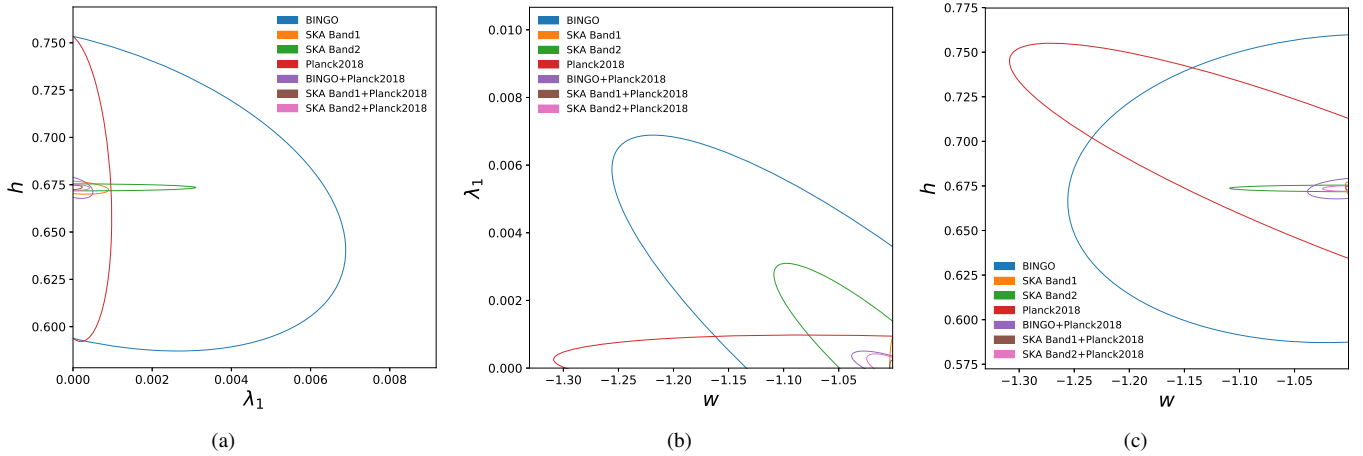 BINGO
SKA Band1
SKA Band2
Planck2018
BINGO+Planck2018
SKA Band1+Planck2018
SKA Band2+Planck2018
0.750
0.725
0.700
0.675
0.650
0.625
0.600
h
0.000 0.002 0.004 0.006 0.008
λ₁
(a)
BINGO
SKA Band1
SKA Band2
Planck2018
BINGO+Planck2018
SKA Band1+Planck2018
SKA Band2+Planck2018
0.010
0.008
0.006
0.004
0.002
0.000
λ₁
−1.30 −1.25 −1.20 −1.15 −1.10 −1.05
w
(b)
0.775
0.750
0.725
0.700
0.675
0.650
0.625
0.600
0.575
h
BINGO
SKA Band1
SKA Band2
Planck2018
BINGO+Planck2018
SKA Band1+Planck2018
SKA Band2+Planck2018
−1.30 −1.25 −1.20 −1.15 −1.10 −1.05
w
(c)